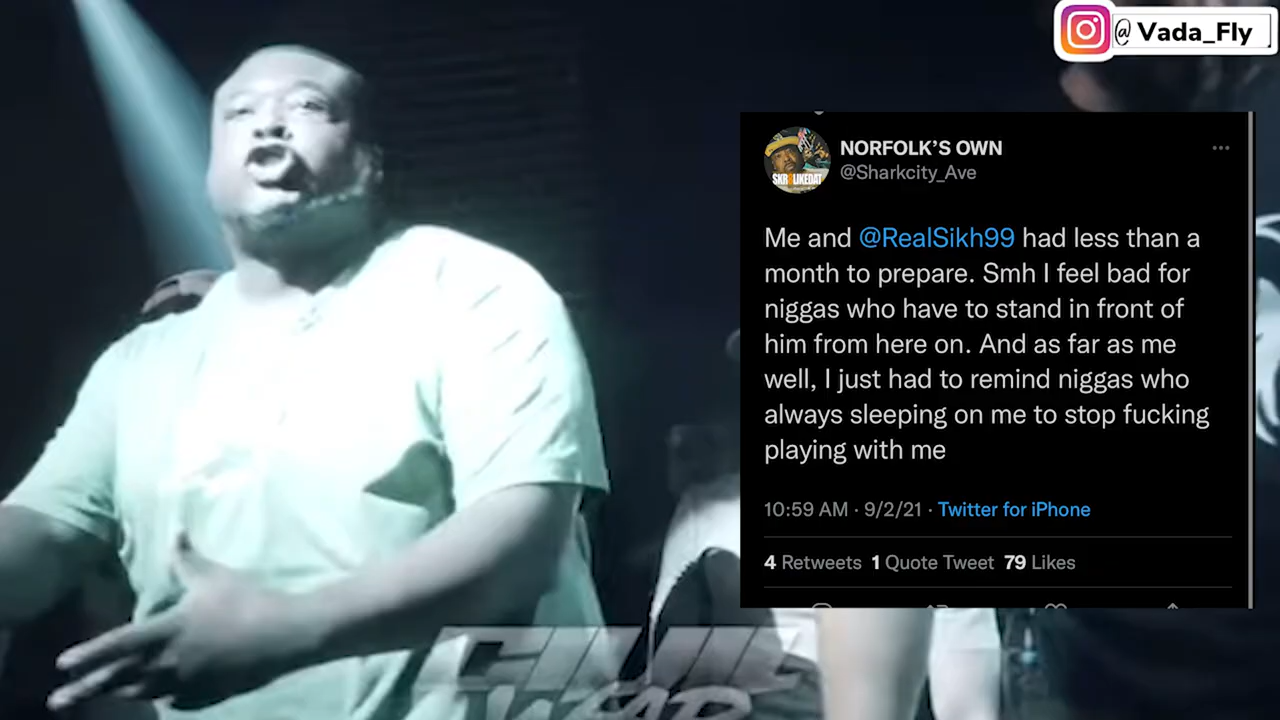 @ Vada_Fly
NORFOLK’S OWN
@Sharkcity_Ave
SKR8LIKEDAT
Me and @RealSikh99 had less than a
month to prepare. Smh I feel bad for
niggas who have to stand in front of
him from here on. And as far as me
well, I just had to remind niggas who
always sleeping on me to stop fucking
playing with me
10:59 AM · 9/2/21 · Twitter for iPhone
4 Retweets 1 Quote Tweet 79 Likes
CIVIL
WAR